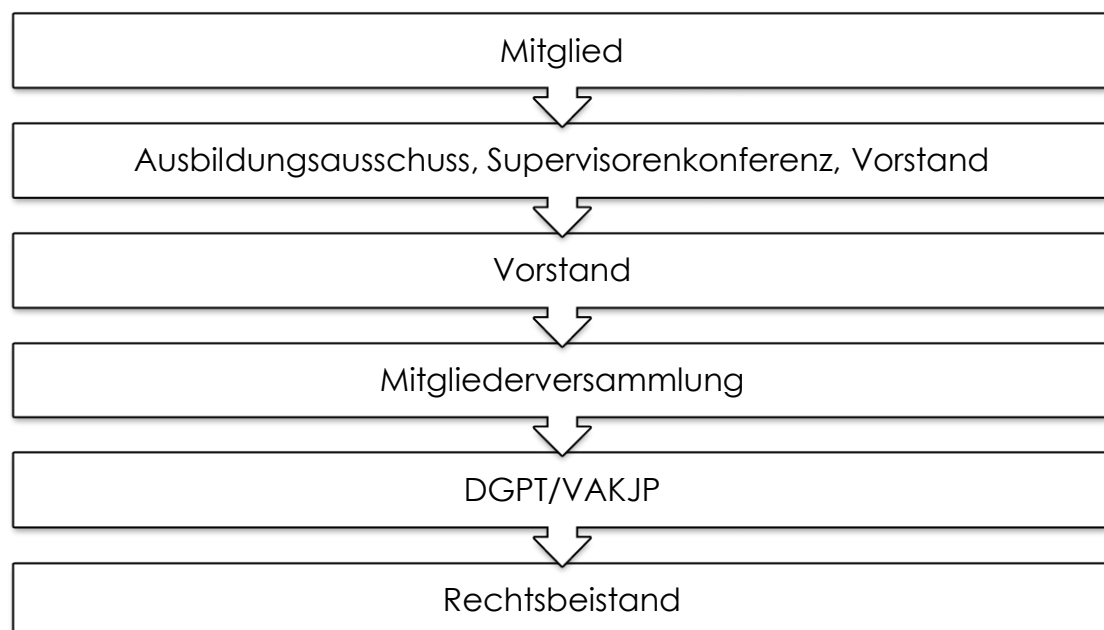 Mitglied
Ausbildungsausschuss, Supervisorenkonferenz, Vorstand
Vorstand
Mitgliederversammlung
DGPT/VAKJP
Rechtsbeistand